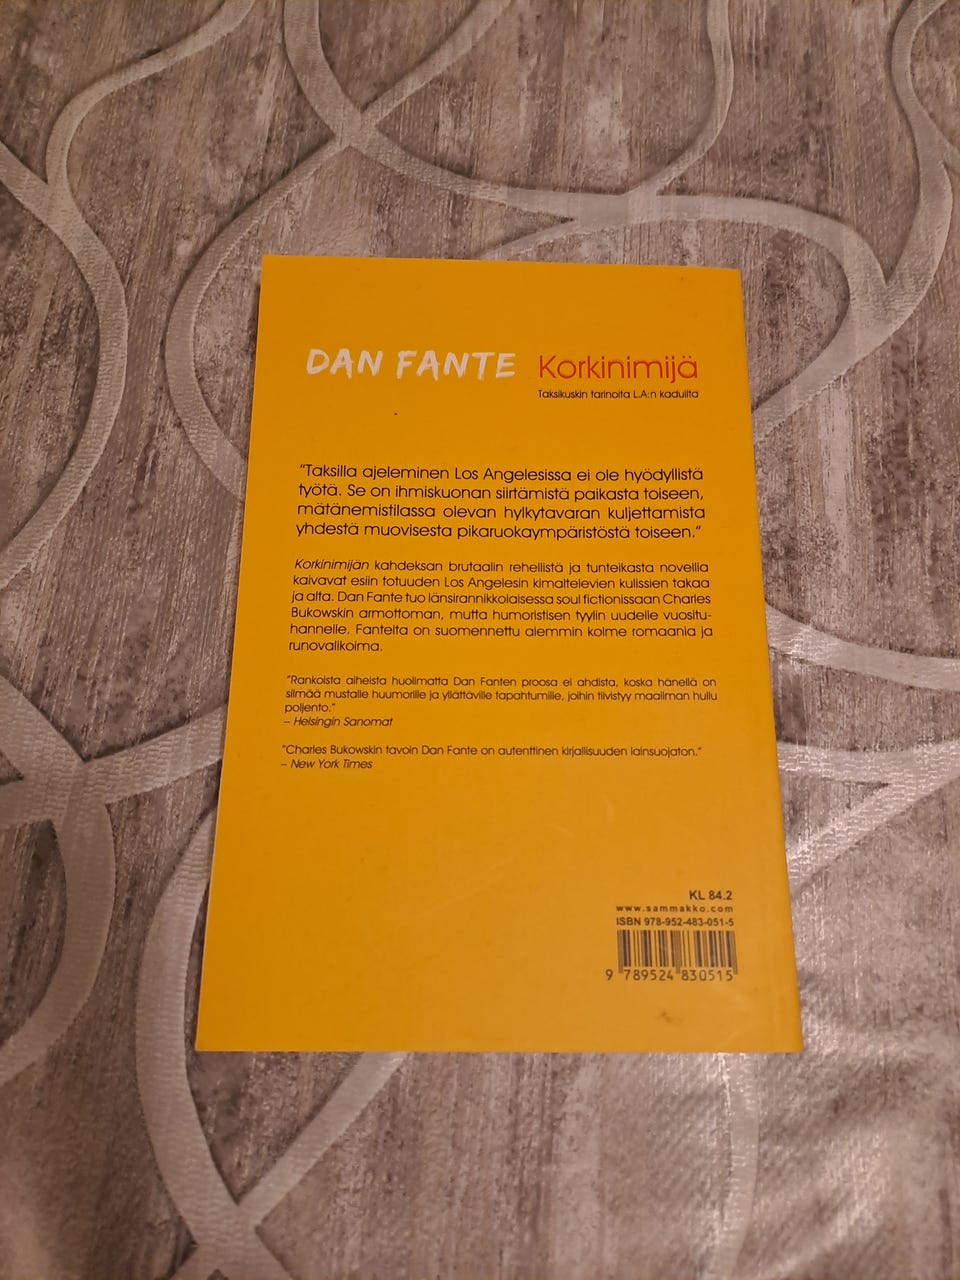 DAN FANTE Korkinimijä
Taksikuskin tarinoita L.A:n kaduilta
"Taksilla ajeleminen Los Angelesissa ei ole hyödyllistä
työtä. Se on ihmiskuonan siirtämistä paikasta toiseen,
mätänemistilassa olevan hylkytavaran kuljettamista
yhdestä muovisesta pikaruokaympäristöstä toiseen."
Korkinimijän kahdeksan brutaalin rehellistä ja tunteikasta novellia
kaivavat esiin totuuden Los Angelesin kimaltelevien kulissien takaa
ja alta. Dan Fante tuo länsirannikkolaisessa soul fictionissaan Charles
Bukowskin armottoman, mutta humoristisen tyylin uudelle vuositu-
hannelle. Fantelta on suomennettu aiemmin kolme romaania ja
runovalikoima.
"Rankoista aiheista huolimatta Dan Fanten proosa ei ahdista, koska hänellä on
silmää mustalle huumorille ja yllättäville tapahtumille, joihin tiivistyy maailman hullu
poljento."
– Helsingin Sanomat
"Charles Bukowskin tavoin Dan Fante on autenttinen kirjallisuuden lainsuojaton."
– New York Times
KL 84.2
www.sammakko.com
ISBN 978-952-483-051-5
9 789524 830515